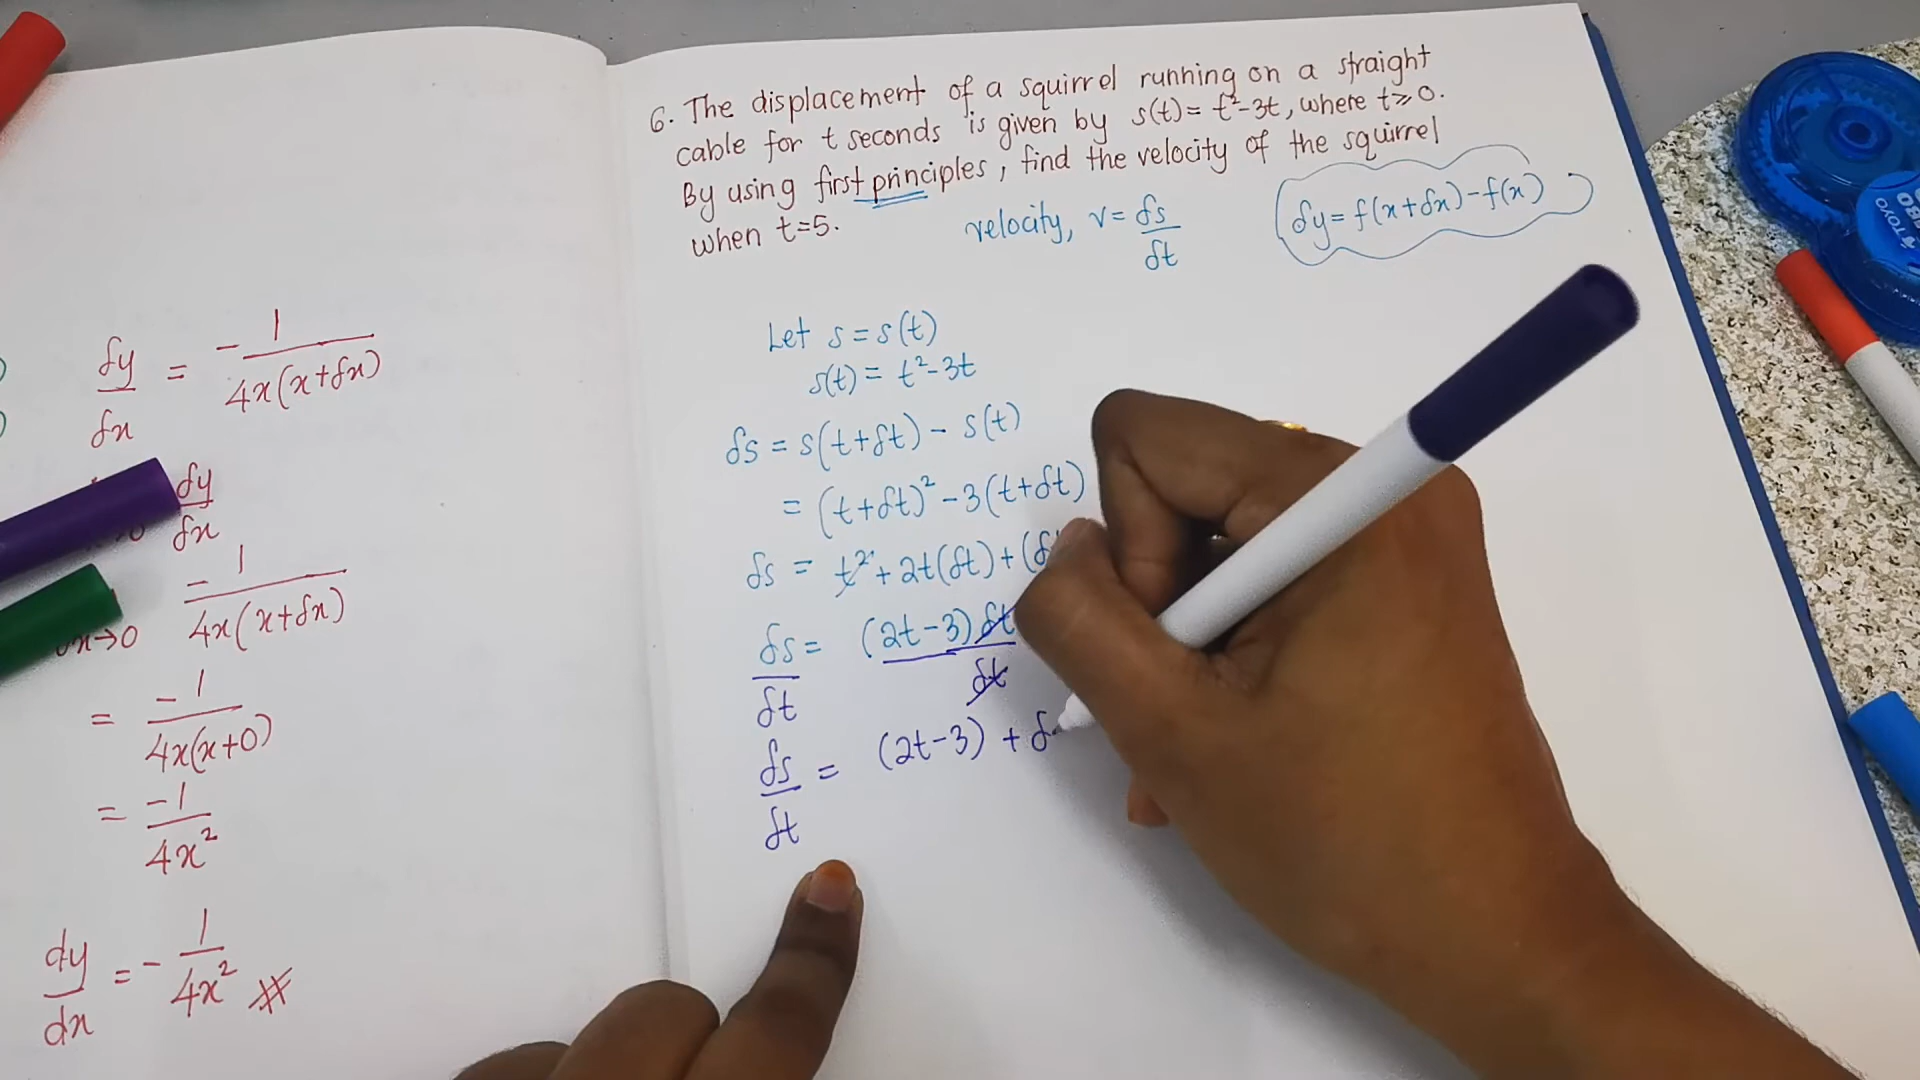 δy/δx = -1/4x(x+δx)
δy/δx
-1/4x(x+δx)
δx→0
= -1/4x(x+0)
= -1/4x²
dy/dx = -1/4x² #
6. The displacement of a squirrel running on a straight
cable for t seconds is given by s(t) = t²-3t, where t≥0.
By using first principles, find the velocity of the squirrel
when t=5.
velocity, v = δs/δt
δy = f(x+δx)-f(x)
Let s = s(t)
s(t) = t²-3t
δs = s(t+δt) - s(t)
= (t+δt)² - 3(t+δt)
δs = t² + 2t(δt) + (δ
δs/δt = (2t-3)δt/δt
δs/δt = (2t-3) + δ
TOYO